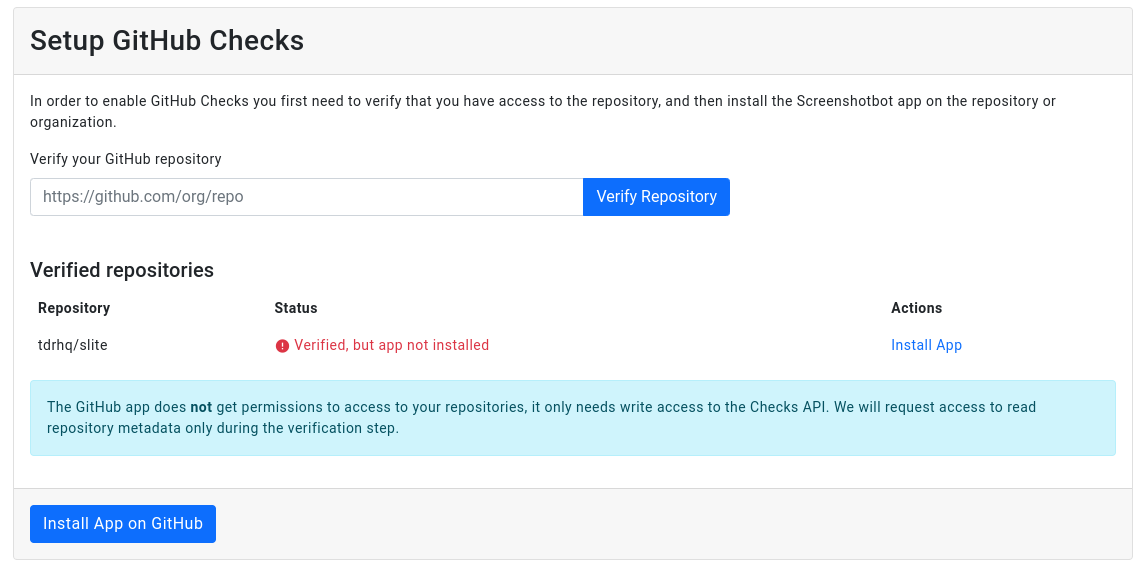 Setup GitHub Checks
In order to enable GitHub Checks you first need to verify that you have access to the repository, and then install the Screenshotbot app on the repository or
organization.
Verify your GitHub repository
https://github.com/org/repo Verify Repository
Verified repositories
Repository Status Actions
tdrhq/slite Verified, but app not installed Install App
The GitHub app does not get permissions to access to your repositories, it only needs write access to the Checks API. We will request access to read
repository metadata only during the verification step.
Install App on GitHub